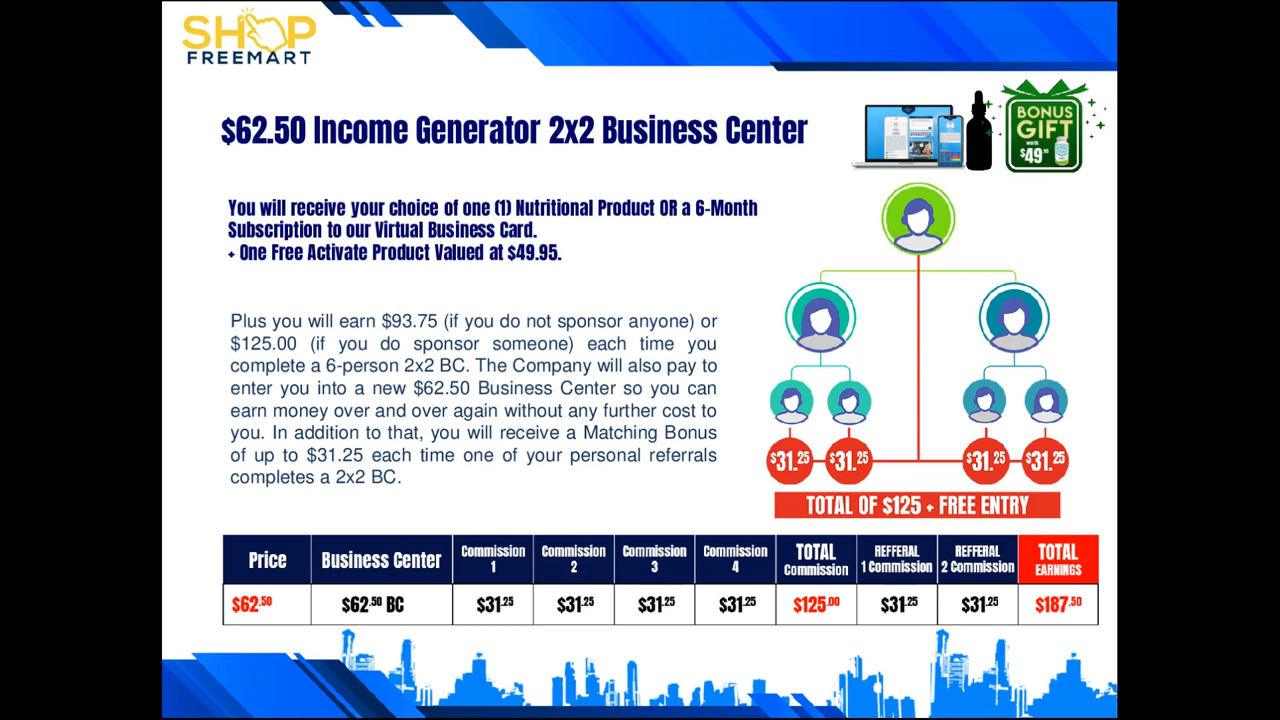 SHOP
FREEMART
$62.50 Income Generator 2x2 Business Center
BONUS
GIFT
worth
$49.95
You will receive your choice of one (1) Nutritional Product OR a 6-Month
Subscription to our Virtual Business Card.
+ One Free Activate Product Valued at $49.95.
Plus you will earn $93.75 (if you do not sponsor anyone) or
$125.00 (if you do sponsor someone) each time you
complete a 6-person 2x2 BC. The Company will also pay to
enter you into a new $62.50 Business Center so you can
earn money over and over again without any further cost to
you. In addition to that, you will receive a Matching Bonus
of up to $31.25 each time one of your personal referrals
completes a 2x2 BC.
$31.25 $31.25 $31.25 $31.25
TOTAL OF $125 + FREE ENTRY
Price Business Center Commission 1 Commission 2 Commission 3 Commission 4 TOTAL Commission REFFERAL 1 Commission REFFERAL 2 Commission TOTAL EARNINGS
$62.50 $62.50 BC $31.25 $31.25 $31.25 $31.25 $125.00 $31.25 $31.25 $187.50